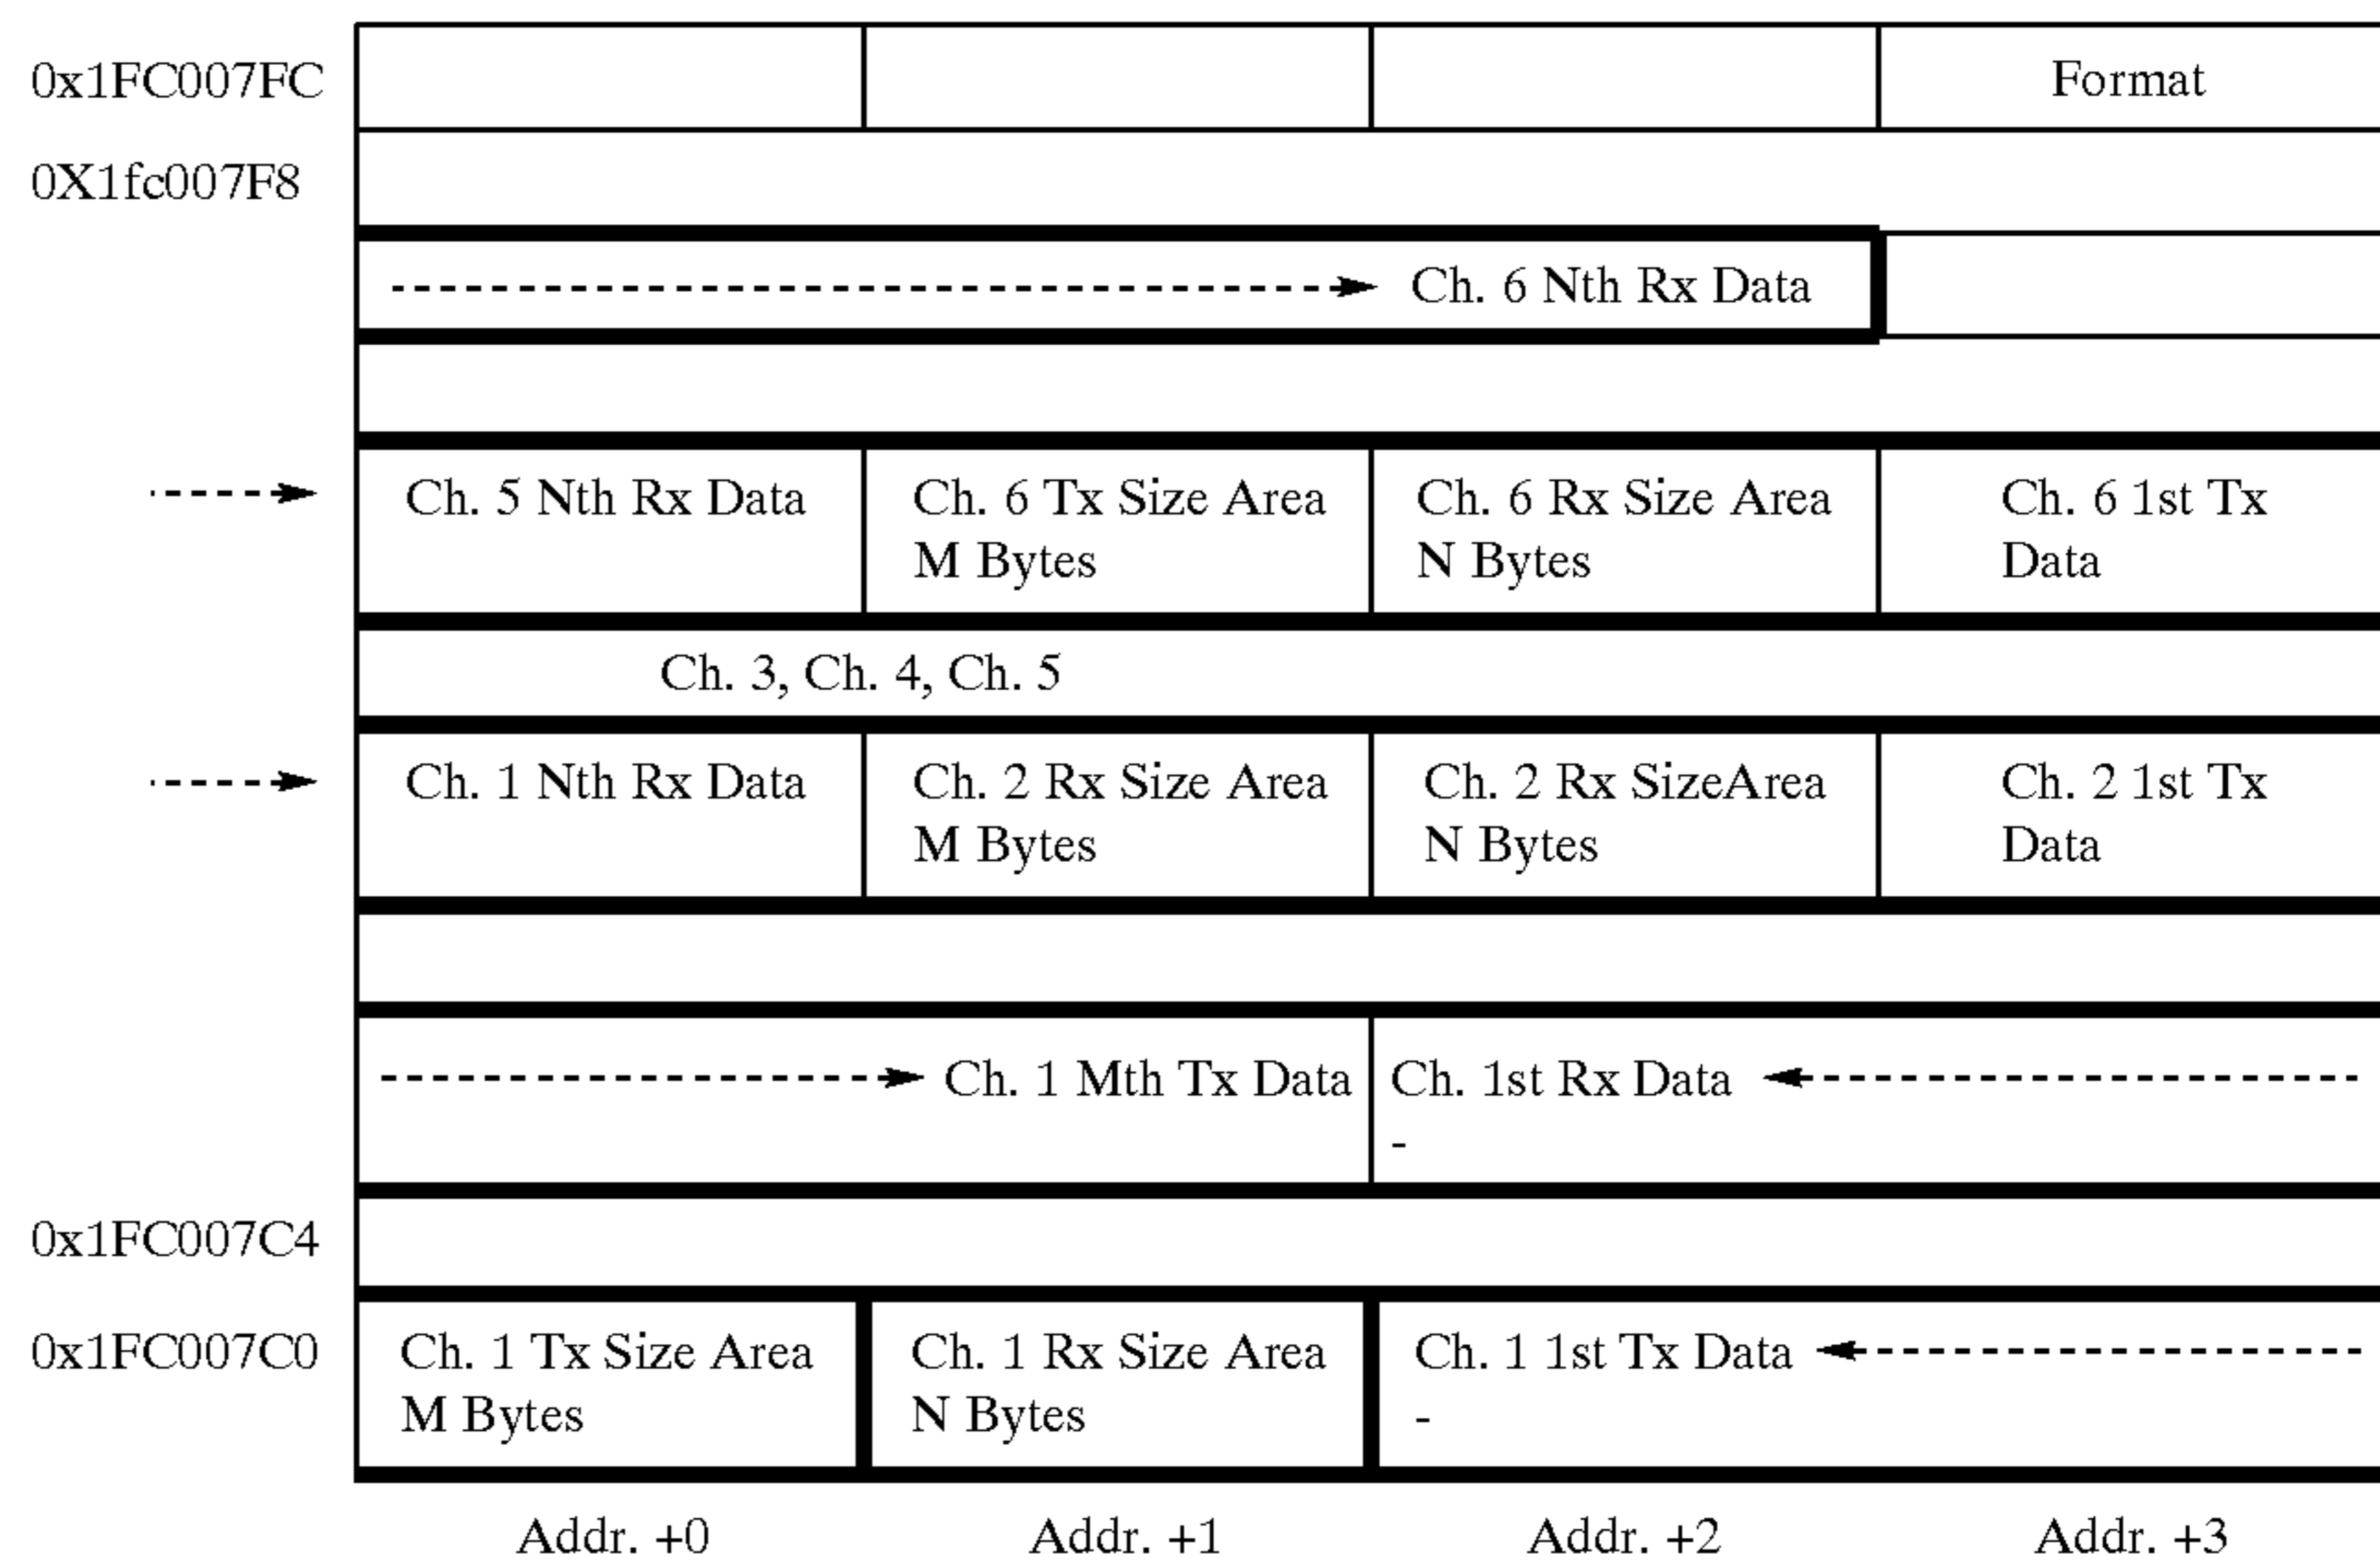 0x1FC007FC Format
0X1fc007F8
Ch. 6 Nth Rx Data
Ch. 5 Nth Rx Data Ch. 6 Tx Size Area Ch. 6 Rx Size Area Ch. 6 1st Tx
M Bytes N Bytes Data
Ch. 3, Ch. 4, Ch. 5
Ch. 1 Nth Rx Data Ch. 2 Rx Size Area Ch. 2 Rx SizeArea Ch. 2 1st Tx
M Bytes N Bytes Data
Ch. 1 Mth Tx Data Ch. 1st Rx Data
-
0x1FC007C4
0x1FC007C0 Ch. 1 Tx Size Area Ch. 1 Rx Size Area Ch. 1 1st Tx Data
M Bytes N Bytes -
Addr. +0 Addr. +1 Addr. +2 Addr. +3